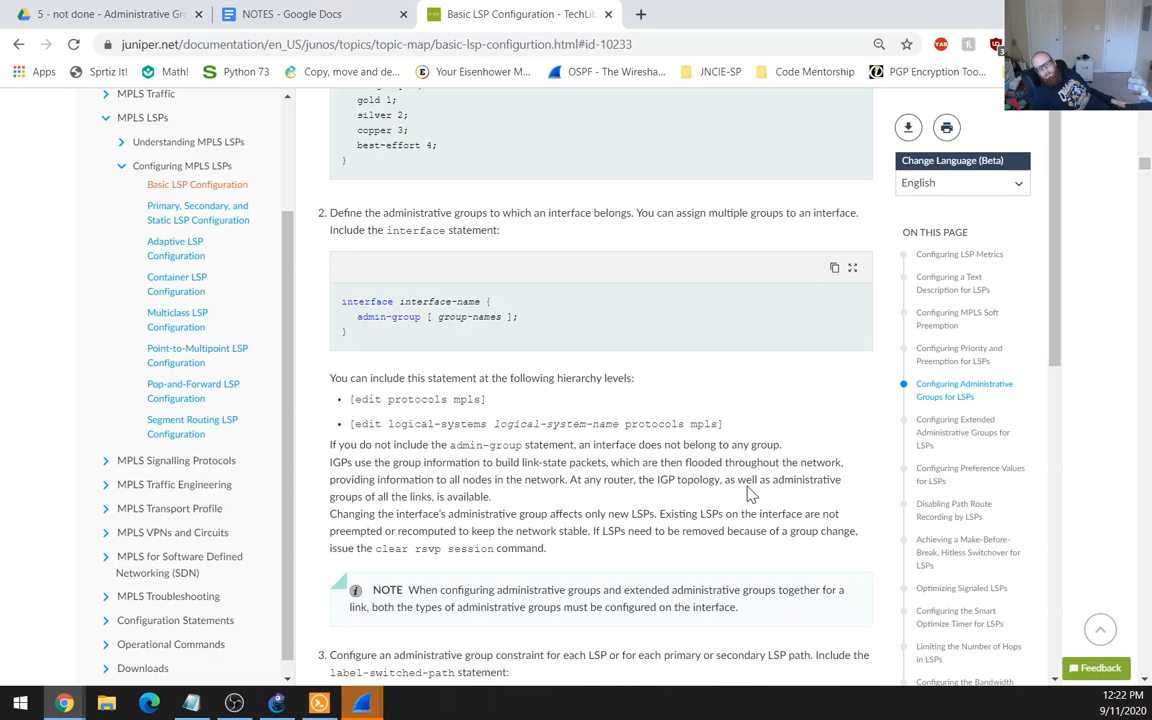 5 - not done - Administrative Gr
NOTES - Google Docs
Basic LSP Configuration - TechLib
juniper.net/documentation/en_US/junos/topics/topic-map/basic-lsp-configurtion.html#id-10233
Apps
Sprtiz It!
Math!
Python 73
Copy, move and de...
Your Eisenhower M...
OSPF - The Wiresha...
JNCIE-SP
Code Mentorship
PGP Encryption Too...
MPLS Traffic
MPLS LSPs
Understanding MPLS LSPs
Configuring MPLS LSPs
Basic LSP Configuration
Primary, Secondary, and
Static LSP Configuration
Adaptive LSP
Configuration
Container LSP
Configuration
Multiclass LSP
Configuration
Point-to-Multipoint LSP
Configuration
Pop-and-Forward LSP
Configuration
Segment Routing LSP
Configuration
MPLS Signalling Protocols
MPLS Traffic Engineering
MPLS Transport Profile
MPLS VPNs and Circuits
MPLS for Software Defined
Networking (SDN)
MPLS Troubleshooting
Configuration Statements
Operational Commands
Downloads
gold 1;
silver 2;
copper 3;
best-effort 4;
}
2. Define the administrative groups to which an interface belongs. You can assign multiple groups to an interface.
Include the interface statement:
interface interface-name {
admin-group [ group-names ];
}
You can include this statement at the following hierarchy levels:
• [edit protocols mpls]
• [edit logical-systems logical-system-name protocols mpls]
If you do not include the admin-group statement, an interface does not belong to any group.
IGPs use the group information to build link-state packets, which are then flooded throughout the network,
providing information to all nodes in the network. At any router, the IGP topology, as well as administrative
groups of all the links, is available.
Changing the interface's administrative group affects only new LSPs. Existing LSPs on the interface are not
preempted or recomputed to keep the network stable. If LSPs need to be removed because of a group change,
issue the clear rsvp session command.
NOTE When configuring administrative groups and extended administrative groups together for a
link, both the types of administrative groups must be configured on the interface.
3. Configure an administrative group constraint for each LSP or for each primary or secondary LSP path. Include the
label-switched-path statement:
Change Language (Beta)
English
ON THIS PAGE
Configuring LSP Metrics
Configuring a Text
Description for LSPs
Configuring MPLS Soft
Preemption
Configuring Priority and
Preemption for LSPs
Configuring Administrative
Groups for LSPs
Configuring Extended
Administrative Groups for
LSPs
Configuring Preference Values
for LSPs
Disabling Path Route
Recording by LSPs
Achieving a Make-Before-
Break, Hitless Switchover for
LSPs
Optimizing Signaled LSPs
Configuring the Smart
Optimize Timer for LSPs
Limiting the Number of Hops
in LSPs
Configuring the Bandwidth
Feedback
12:22 PM
9/11/2020